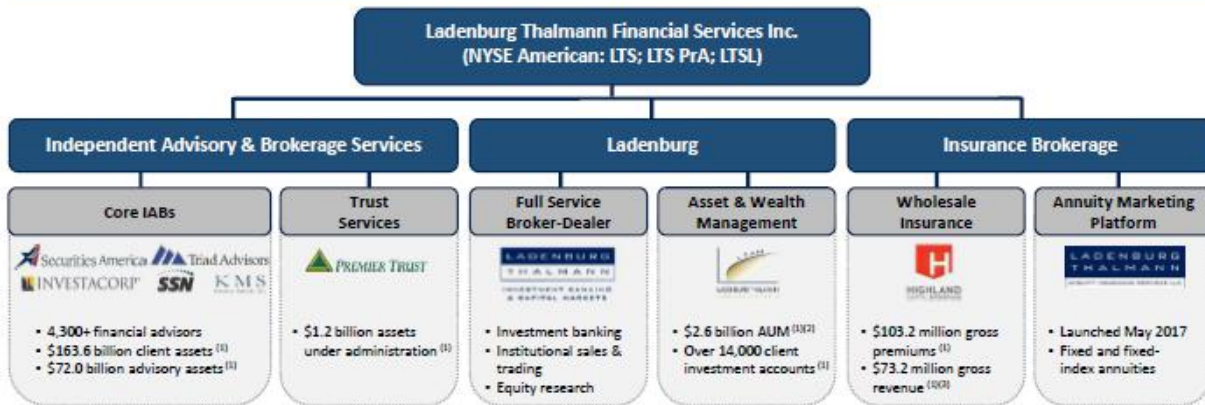 Ladenburg Thalmann Financial Services Inc.
(NYSE American: LTS; LTS PrA; LTSL)
Independent Advisory & Brokerage Services
Ladenburg
Insurance Brokerage
Core IABs
Trust
Services
Full Service
Broker-Dealer
Asset & Wealth
Management
Wholesale
Insurance
Annuity Marketing
Platform
Securities America
Triad Advisors
INVESTACORP
SSN
KMS
PREMIER TRUST
LADENBURG
THALMANN
INVESTMENT BANKING
& CAPITAL MARKETS
HIGHLAND
LADENBURG
THALMANN
• 4,300+ financial advisors
• $163.6 billion client assets (1)
• $72.0 billion advisory assets (1)
• $1.2 billion assets
under administration (1)
• Investment banking
• Institutional sales &
trading
• Equity research
• $2.6 billion AUM (1)(2)
• Over 14,000 client
investment accounts (1)
• $103.2 million gross
premiums (1)
• $73.2 million gross
revenue (1)(3)
• Launched May 2017
• Fixed and fixed-
index annuities